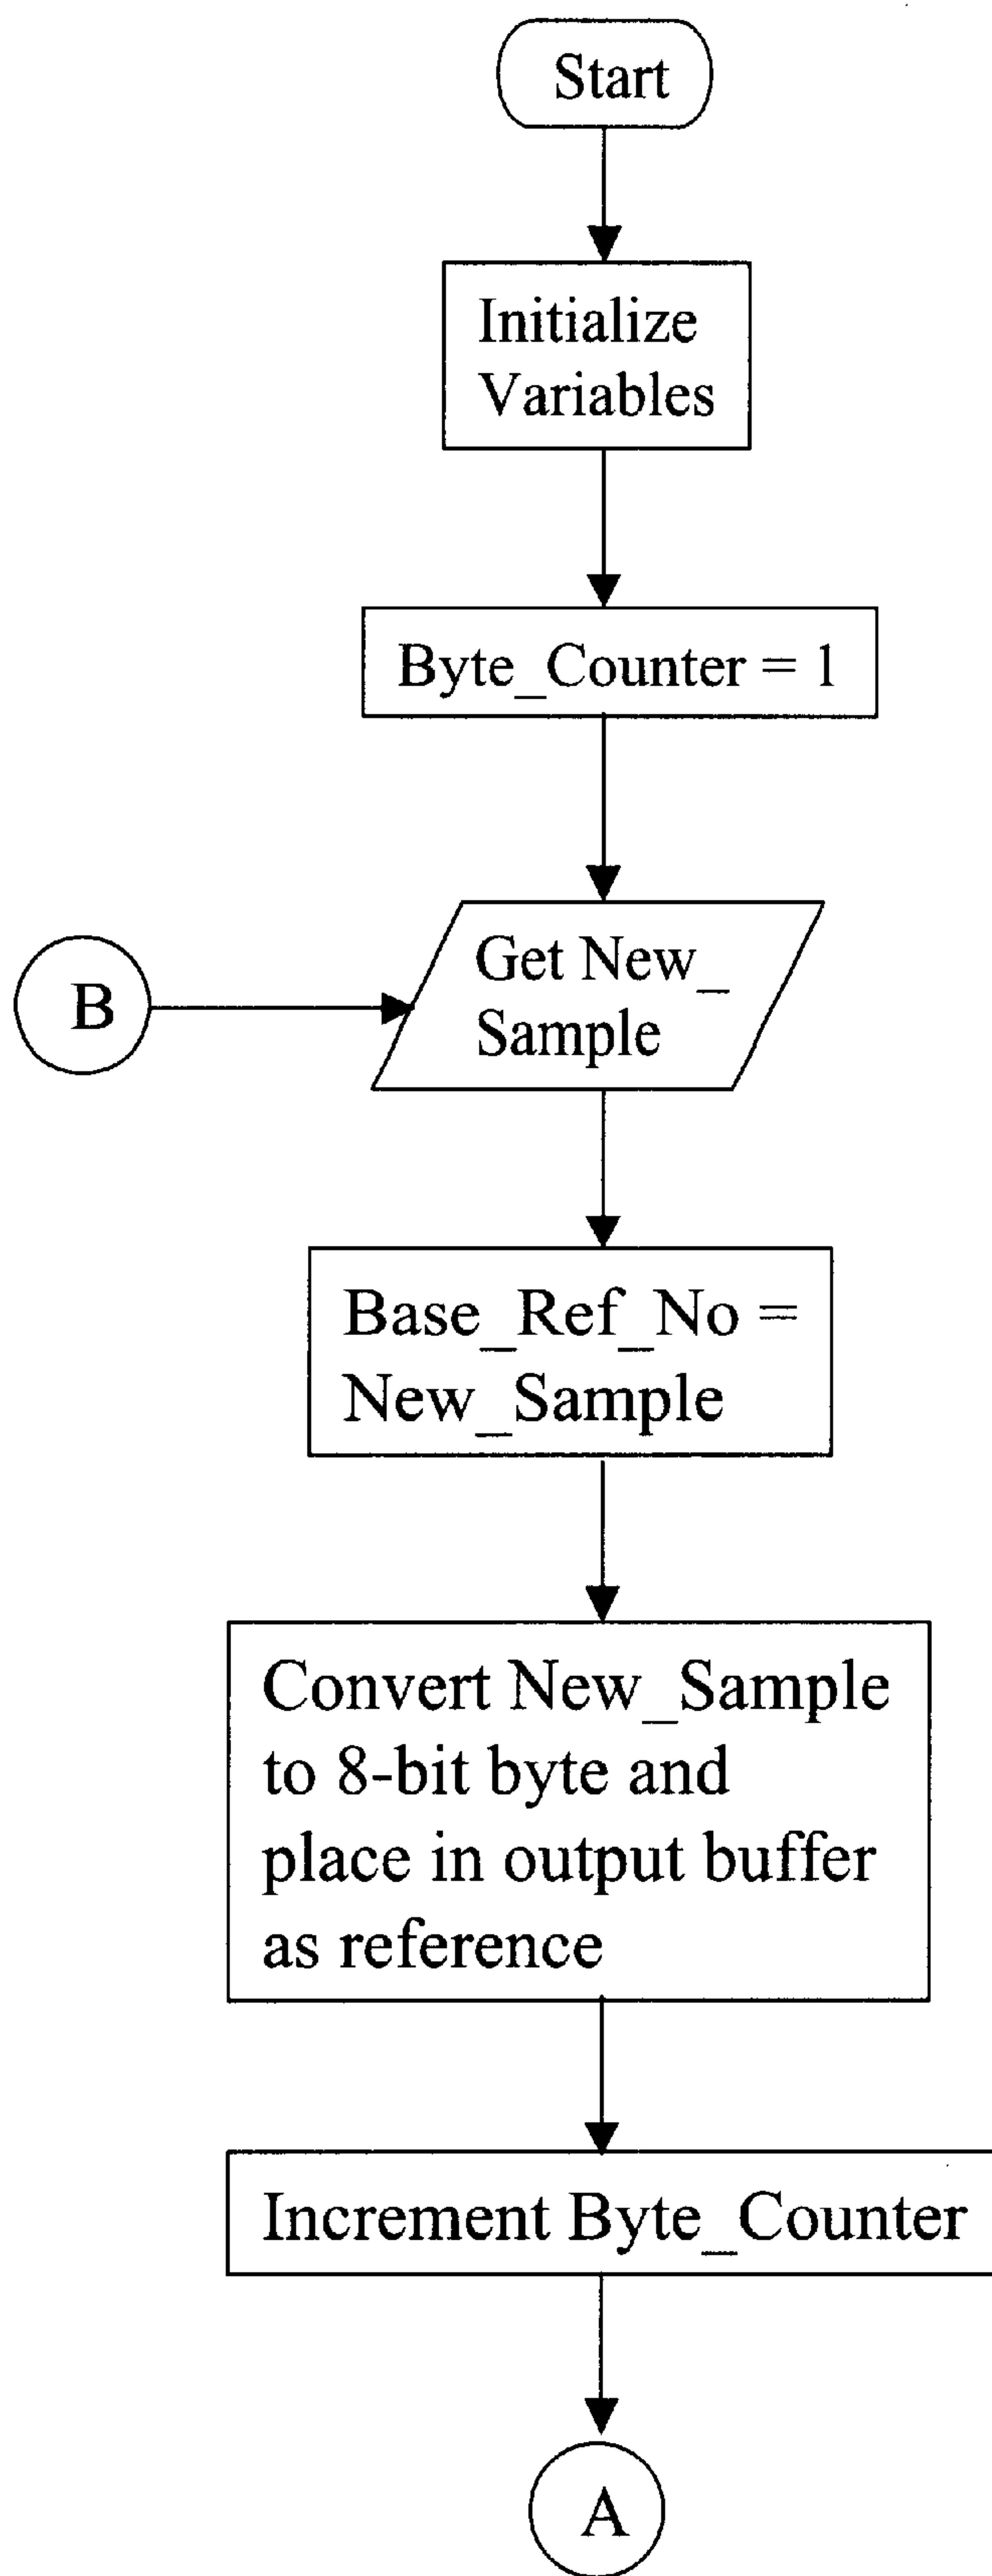 Start
Initialize
Variables
Byte_Counter = 1
Get New_
Sample
B
Base_Ref_No =
New_Sample
Convert New_Sample
to 8-bit byte and
place in output buffer
as reference
Increment Byte_Counter
A